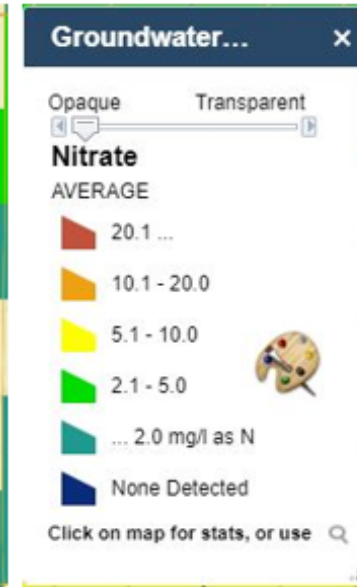 Groundwater...
Opaque Transparent
Nitrate
AVERAGE
20.1 ...
10.1 - 20.0
5.1 - 10.0
2.1 - 5.0
... 2.0 mg/l as N
None Detected
Click on map for stats, or use